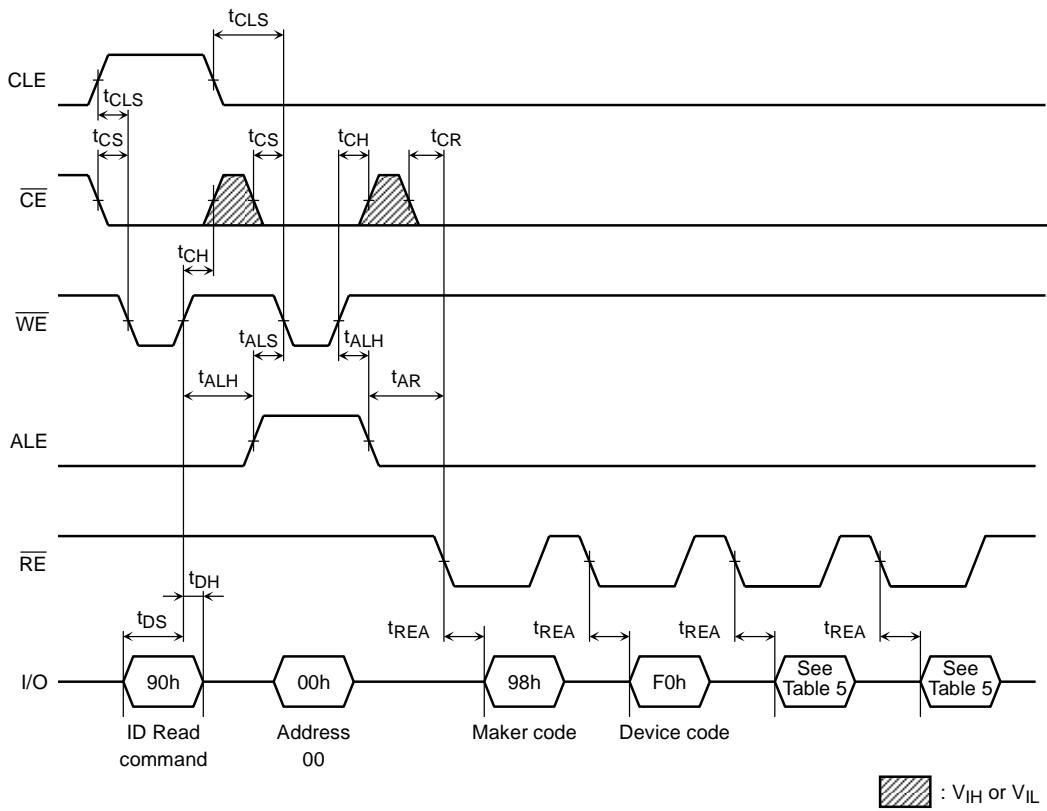 tCLS
CLE
tCLS
tCS
tCS
tCH
tCR
CE
tCH
WE
tALS
tALH
tALH
tAR
ALE
RE
tDH
tDS
tREA
tREA
tREA
tREA
I/O
90h
00h
98h
F0h
See
Table 5
See
Table 5
ID Read
command
Address
00
Maker code
Device code
: VIH or VIL